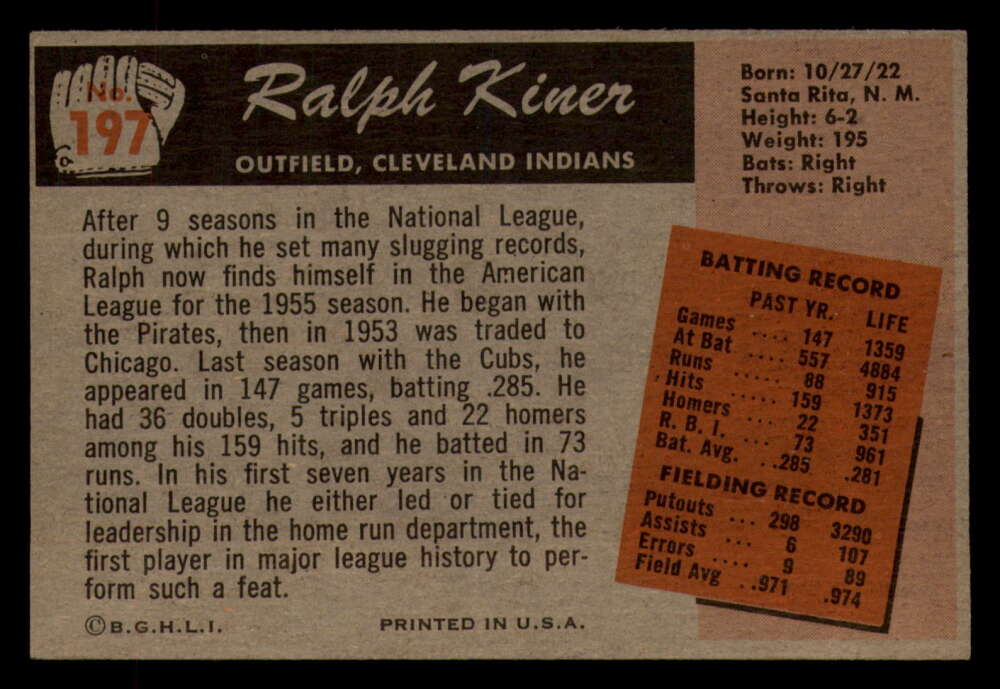 No.
197
Ralph Kiner
OUTFIELD, CLEVELAND INDIANS
Born: 10/27/22
Santa Rita, N. M.
Height: 6-2
Weight: 195
Bats: Right
Throws: Right
After 9 seasons in the National League,
during which he set many slugging records,
Ralph now finds himself in the American
League for the 1955 season. He began with
the Pirates, then in 1953 was traded to
Chicago. Last season with the Cubs, he
appeared in 147 games, batting .285. He
had 36 doubles, 5 triples and 22 homers
among his 159 hits, and he batted in 73
runs. In his first seven years in the Na-
tional League he either led or tied for
leadership in the home run department, the
first player in major league history to per-
form such a feat.
BATTING RECORD
PAST YR. LIFE
Games .... 147 1359
At Bat .... 557 4884
Runs ..... 88 915
Hits ..... 159 1373
Homers ... 22 351
R. B. I. ... 73 961
Bat. Avg. . .285 .281
FIELDING RECORD
Putouts ... 298 3290
Assists ... 6 107
Errors .... 9 89
Field Avg . .971 .974
© B.G.H.L.I. PRINTED IN U.S.A.